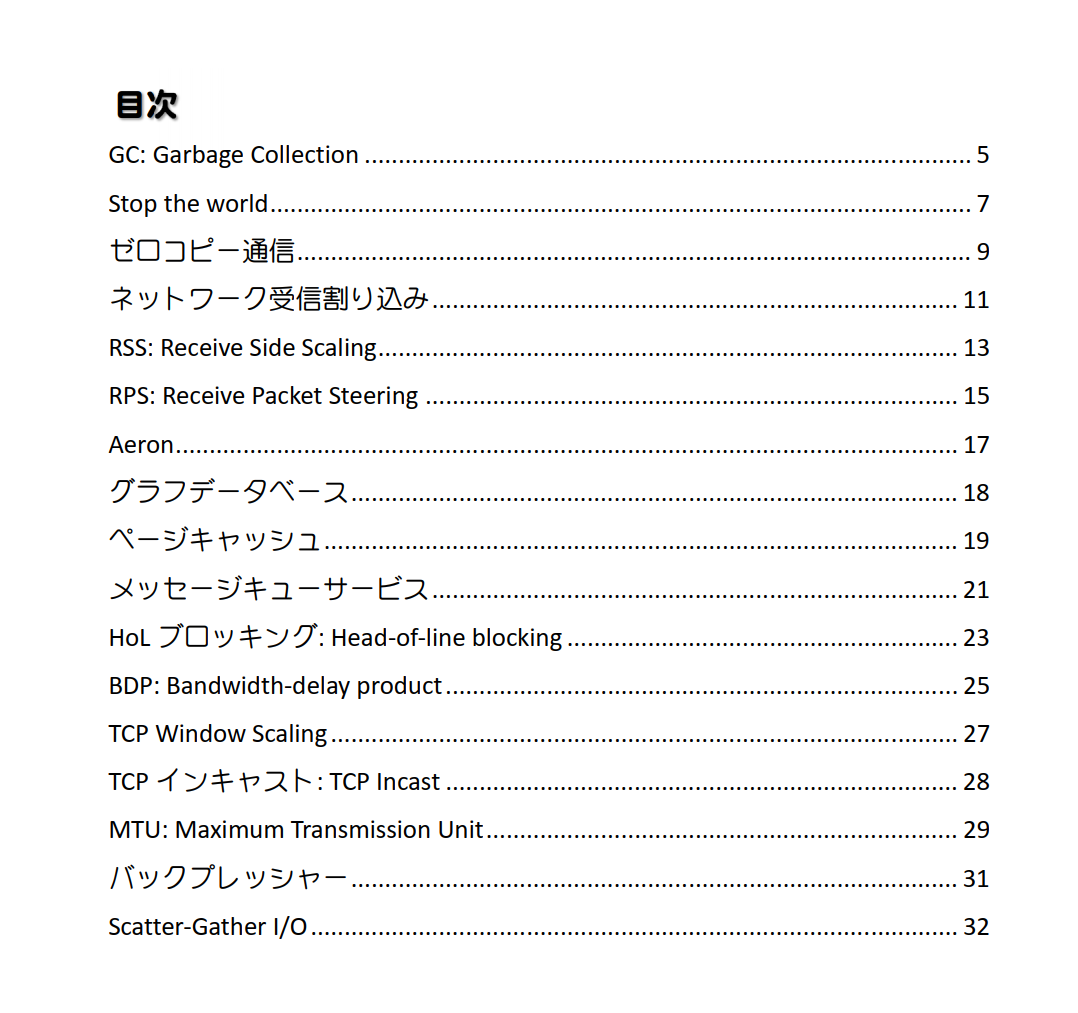 目次
GC: Garbage Collection ........................................ 5
Stop the world ........................................ 7
ゼロコピー通信 ........................................ 9
ネットワーク受信割り込み ........................................ 11
RSS: Receive Side Scaling ........................................ 13
RPS: Receive Packet Steering ........................................ 15
Aeron ........................................ 17
グラフデータベース ........................................ 18
ページキャッシュ ........................................ 19
メッセージキューサービス ........................................ 21
HoL ブロッキング: Head-of-line blocking ........................................ 23
BDP: Bandwidth-delay product ........................................ 25
TCP Window Scaling ........................................ 27
TCP インキャスト: TCP Incast ........................................ 28
MTU: Maximum Transmission Unit ........................................ 29
バックプレッシャー ........................................ 31
Scatter-Gather I/O ........................................ 32